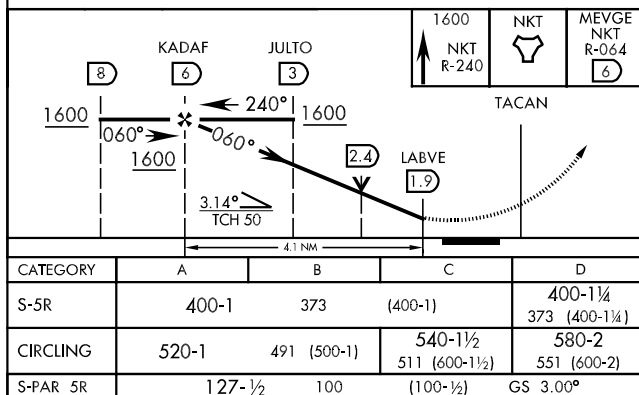 1600
NKT
R-240
NKT
MEVGE
NKT
R-064
6
KADAF
JULTO
8
6
3
TACAN
1600
240°
1600
060°
060°
1600
2.4
LABVE
1.9
3.14°
TCH 50
4.1 NM
CATEGORY A B C D
S-5R 400-1 373 (400-1) 400-1¼
373 (400-1¼)
CIRCLING 520-1 491 (500-1) 540-1½ 580-2
511 (600-1½) 551 (600-2)
S-PAR 5R 127-½ 100 (100-½) GS 3.00°